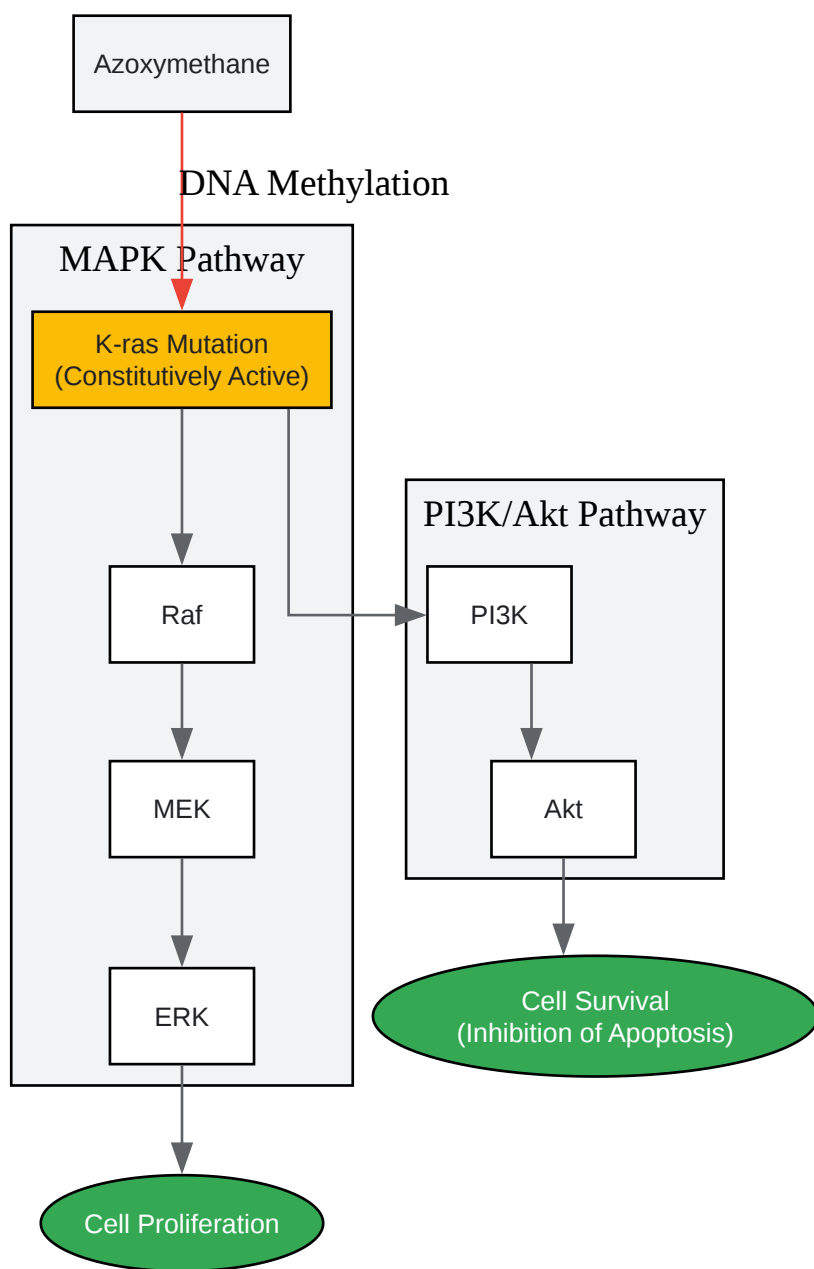 Azoxymethane
DNA Methylation
MAPK Pathway
K-ras Mutation
(Constitutively Active)
PI3K/Akt Pathway
Raf
PI3K
MEK
Akt
ERK
Cell Survival
(Inhibition of Apoptosis)
Cell Proliferation